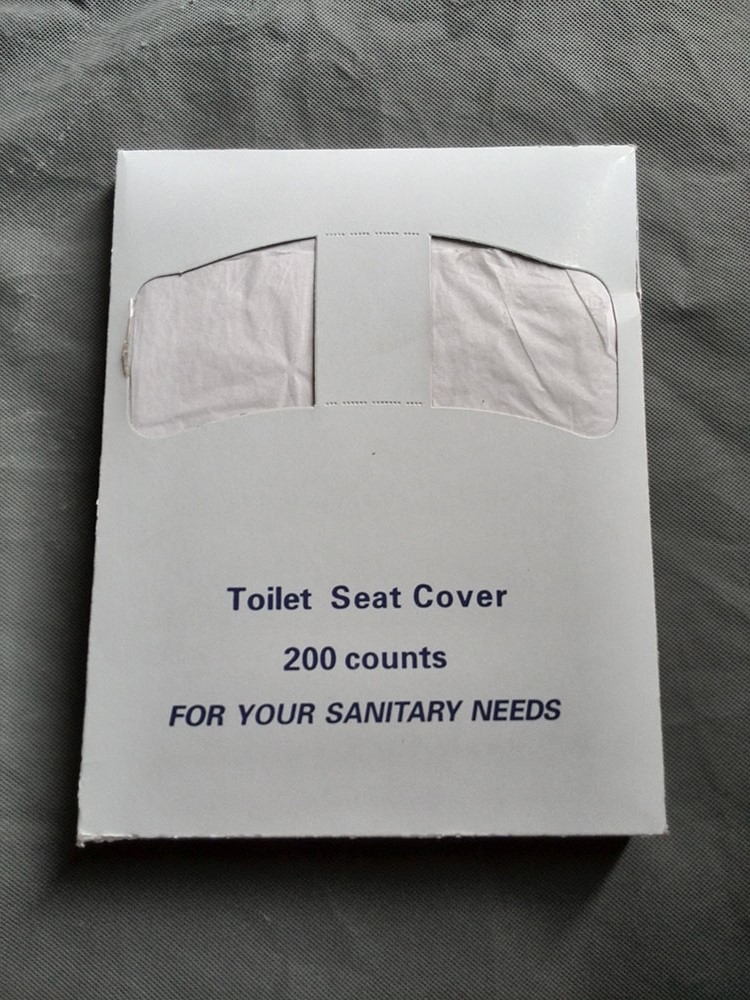 Toilet Seat Cover
200 counts
FOR YOUR SANITARY NEEDS